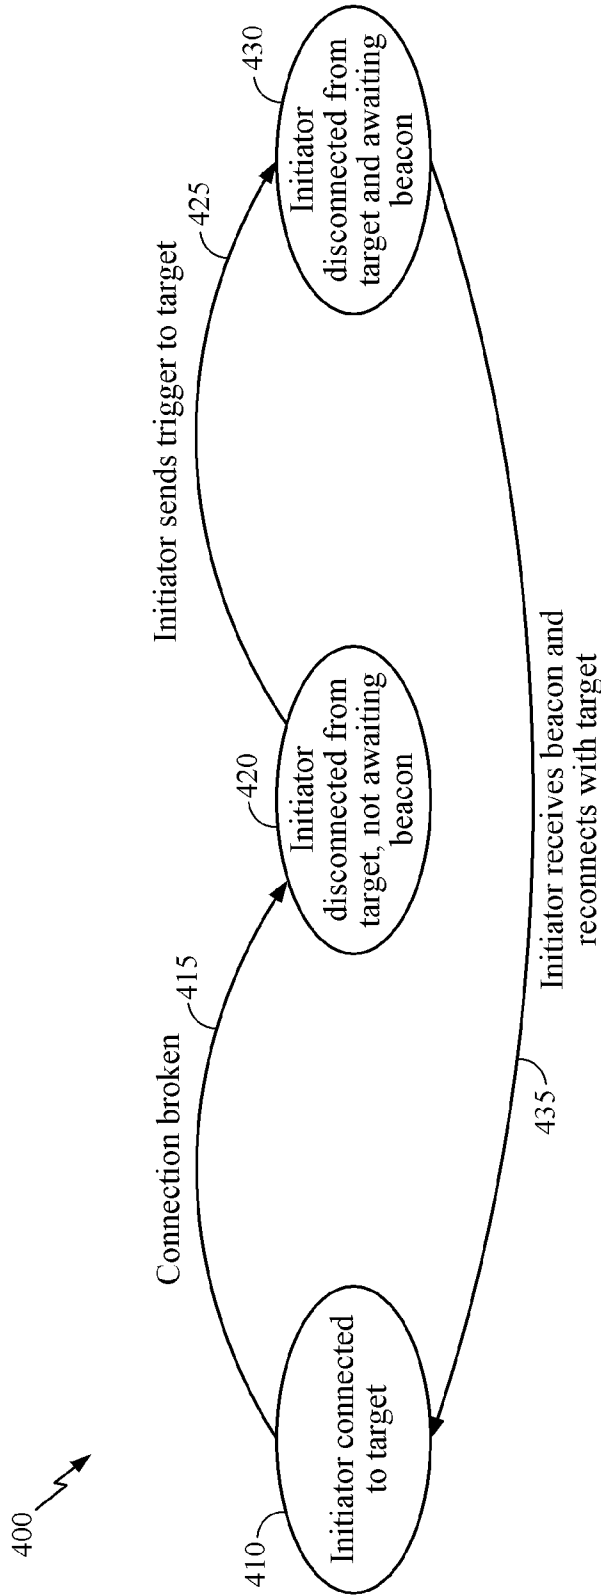 400
Connection broken
Initiator sends trigger to target
415
425
410
420
430
Initiator connected
to target
Initiator
disconnected from
target, not awaiting
beacon
Initiator
disconnected from
target and awaiting
beacon
435
Initiator receives beacon and
reconnects with target